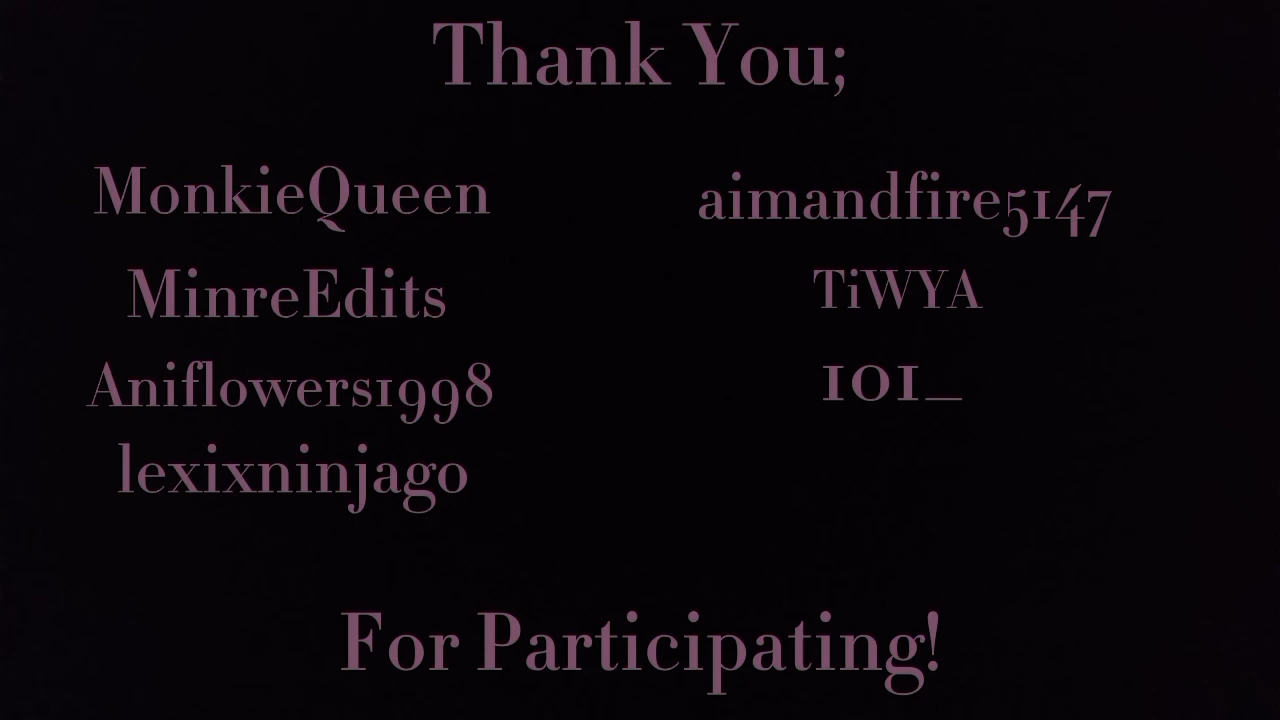 Thank You;
MonkieQueen
MinreEdits
Aniflowers1998
lexixninjago
aimandfire5147
TiWYA
101_
For Participating!